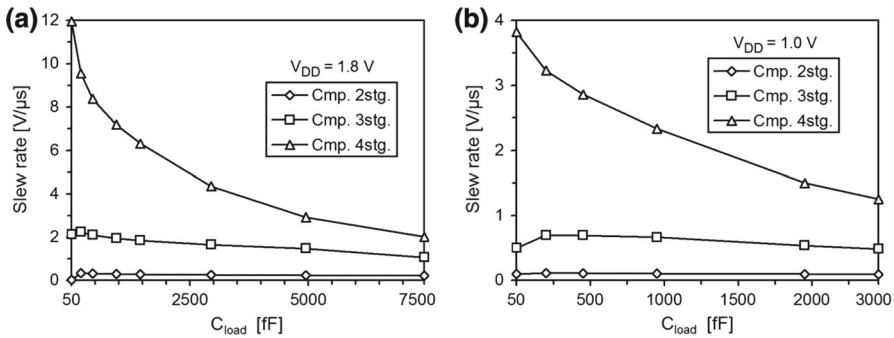 (a)
V_DD = 1.8 V
Cmp. 2stg.
Cmp. 3stg.
Cmp. 4stg.
Slew rate [V/µs]
12
10
8
6
4
2
0
50
2500
5000
7500
C_load [fF]
(b)
V_DD = 1.0 V
Cmp. 2stg.
Cmp. 3stg.
Cmp. 4stg.
Slew rate [V/µs]
4
3
2
1
0
50
500
1000
1500
2000
3000
C_load [fF]